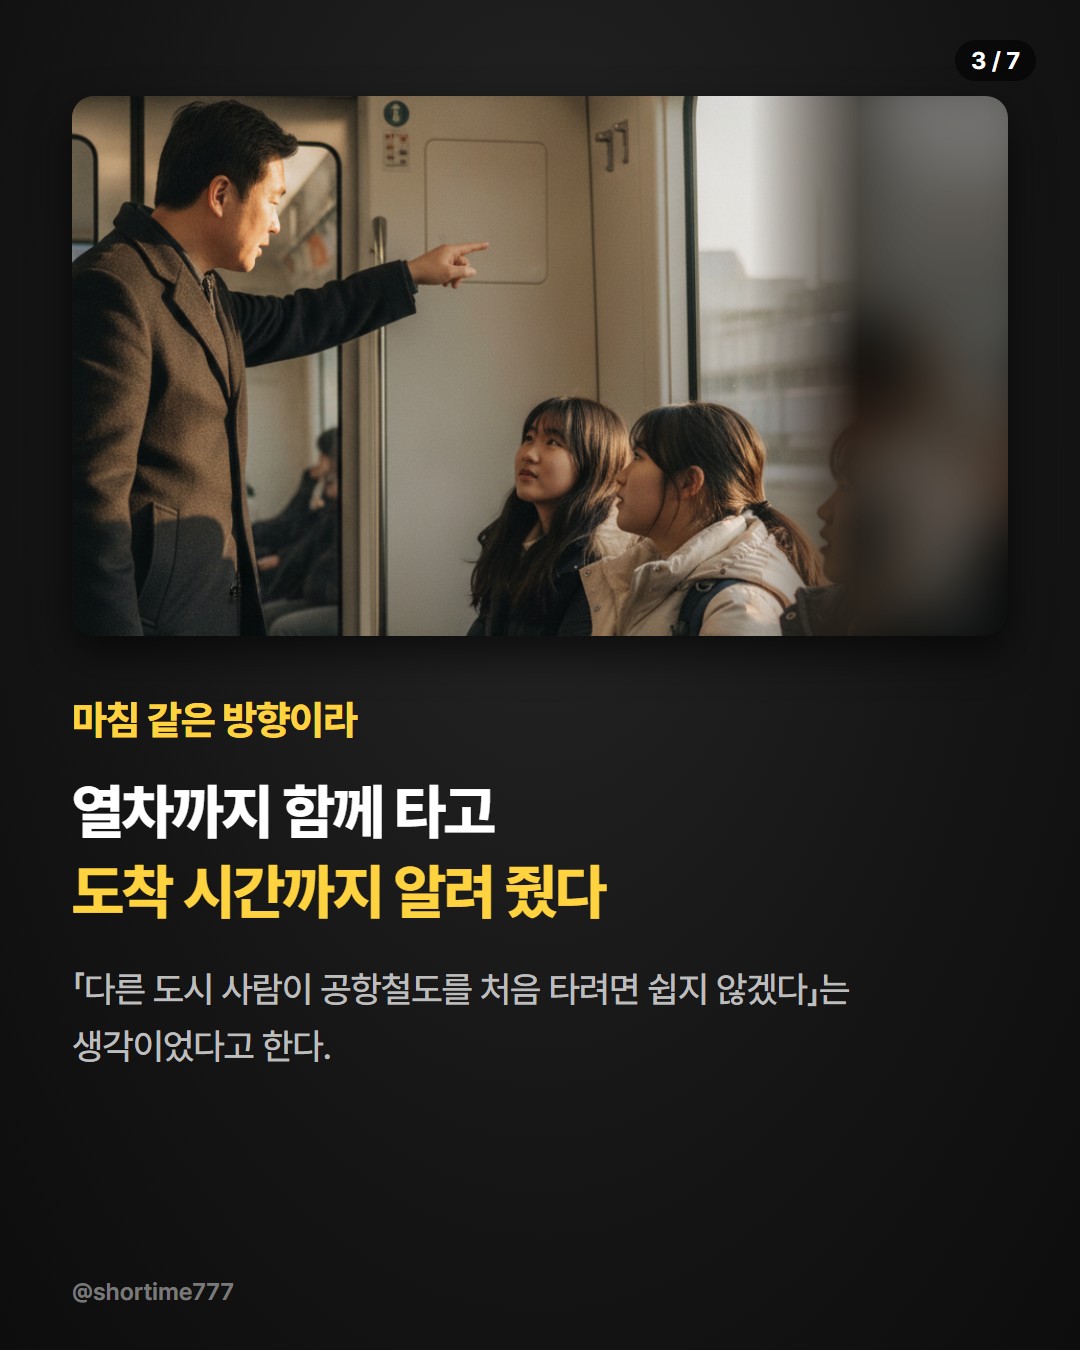 3 / 7
마침 같은 방향이라
열차까지 함께 타고
도착 시간까지 알려 줬다
「다른 도시 사람이 공항철도를 처음 타려면 쉽지 않겠다」는
생각이었다고 한다.
@shortime777